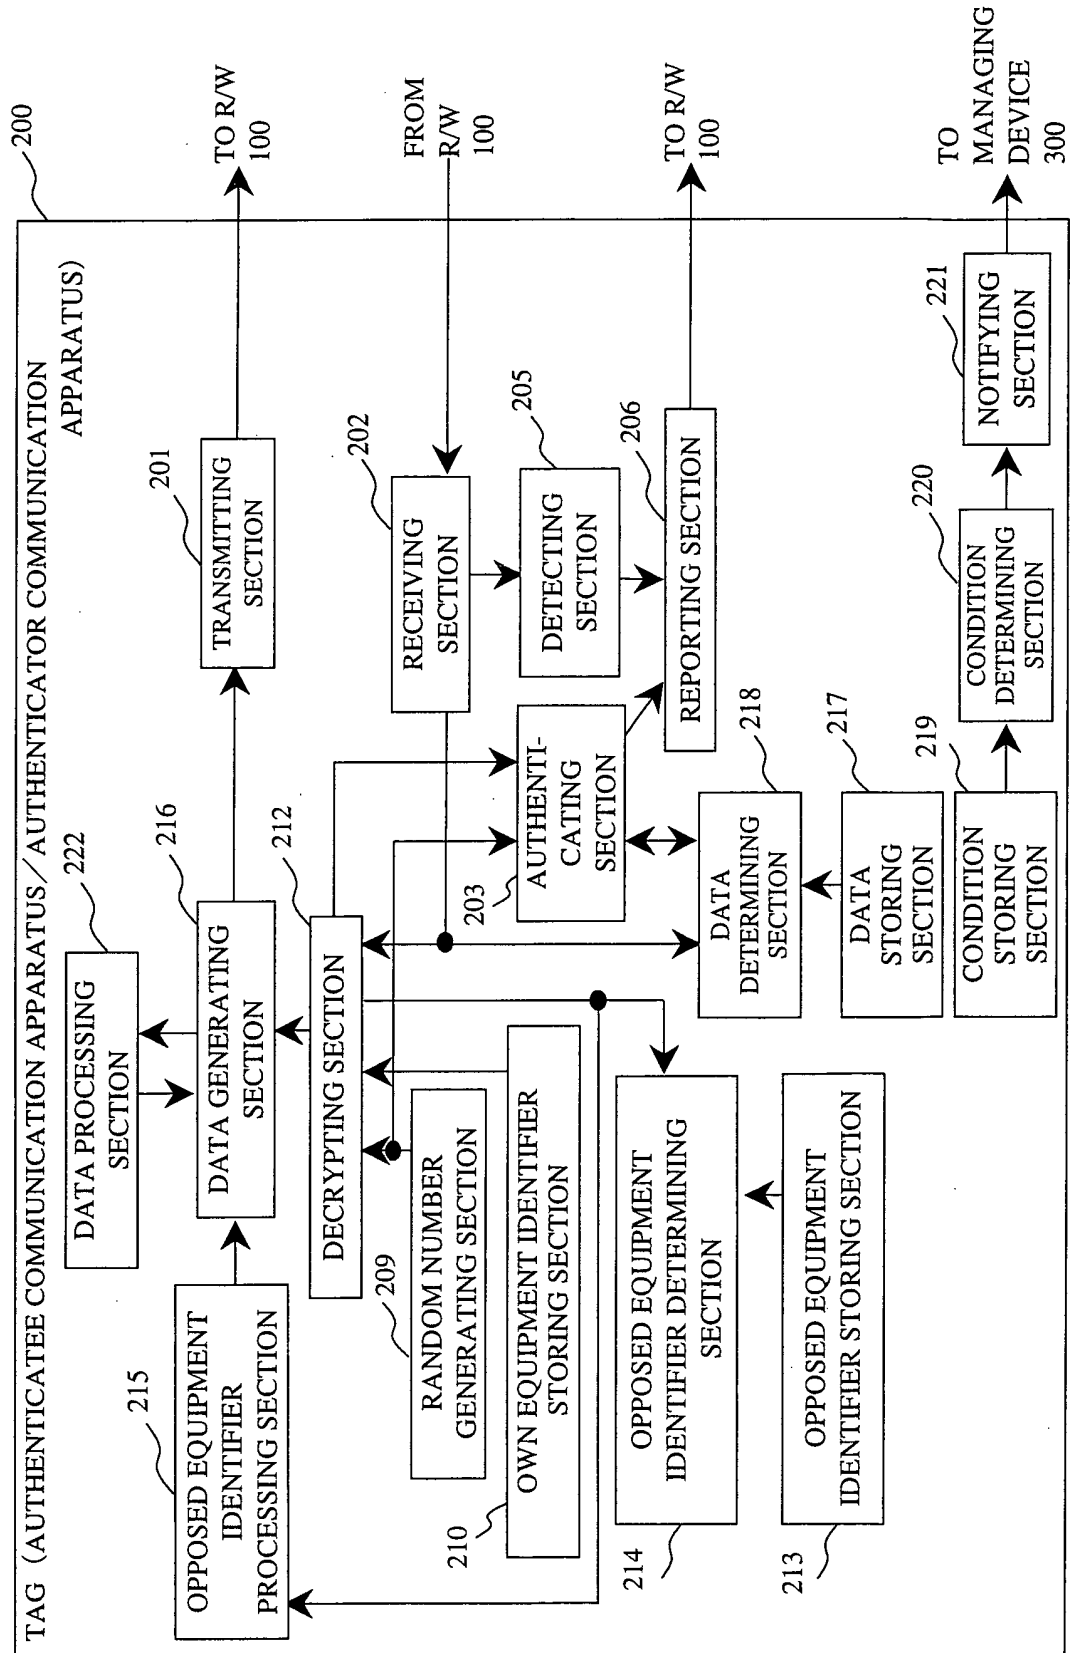 TAG (AUTHENTICATEE COMMUNICATION APPARATUS/AUTHENTICATOR COMMUNICATION
APPARATUS)
200
215
OPPOSED EQUIPMENT
IDENTIFIER
PROCESSING SECTION
222
DATA PROCESSING
SECTION
216
DATA GENERATING
SECTION
201
TRANSMITTING
SECTION
TO R/W
100
212
DECRYPTING SECTION
209
RANDOM NUMBER
GENERATING SECTION
210
OWN EQUIPMENT IDENTIFIER
STORING SECTION
202
RECEIVING
SECTION
FROM
R/W
100
203
AUTHENTI-
CATING
SECTION
205
DETECTING
SECTION
206
REPORTING SECTION
TO R/W
100
214
OPPOSED EQUIPMENT
IDENTIFIER DETERMINING
SECTION
213
OPPOSED EQUIPMENT
IDENTIFIER STORING SECTION
218
DATA
DETERMINING
SECTION
217
DATA
STORING
SECTION
219
CONDITION
STORING
SECTION
220
CONDITION
DETERMINING
SECTION
221
NOTIFYING
SECTION
TO
MANAGING
DEVICE
300